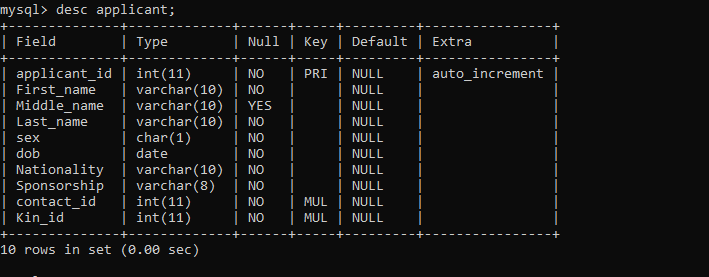 mysql> desc applicant;
+--------------+-------------+------+-----+---------+----------------+
| Field        | Type        | Null | Key | Default | Extra          |
+--------------+-------------+------+-----+---------+----------------+
| applicant_id | int(11)     | NO   | PRI | NULL    | auto_increment |
| First_name   | varchar(10) | NO   |     | NULL    |                |
| Middle_name  | varchar(10) | YES  |     | NULL    |                |
| Last_name    | varchar(10) | NO   |     | NULL    |                |
| sex          | char(1)     | NO   |     | NULL    |                |
| dob          | date        | NO   |     | NULL    |                |
| Nationality  | varchar(10) | NO   |     | NULL    |                |
| Sponsorship  | varchar(8)  | NO   |     | NULL    |                |
| contact_id   | int(11)     | NO   | MUL | NULL    |                |
| Kin_id       | int(11)     | NO   | MUL | NULL    |                |
+--------------+-------------+------+-----+---------+----------------+
10 rows in set (0.00 sec)